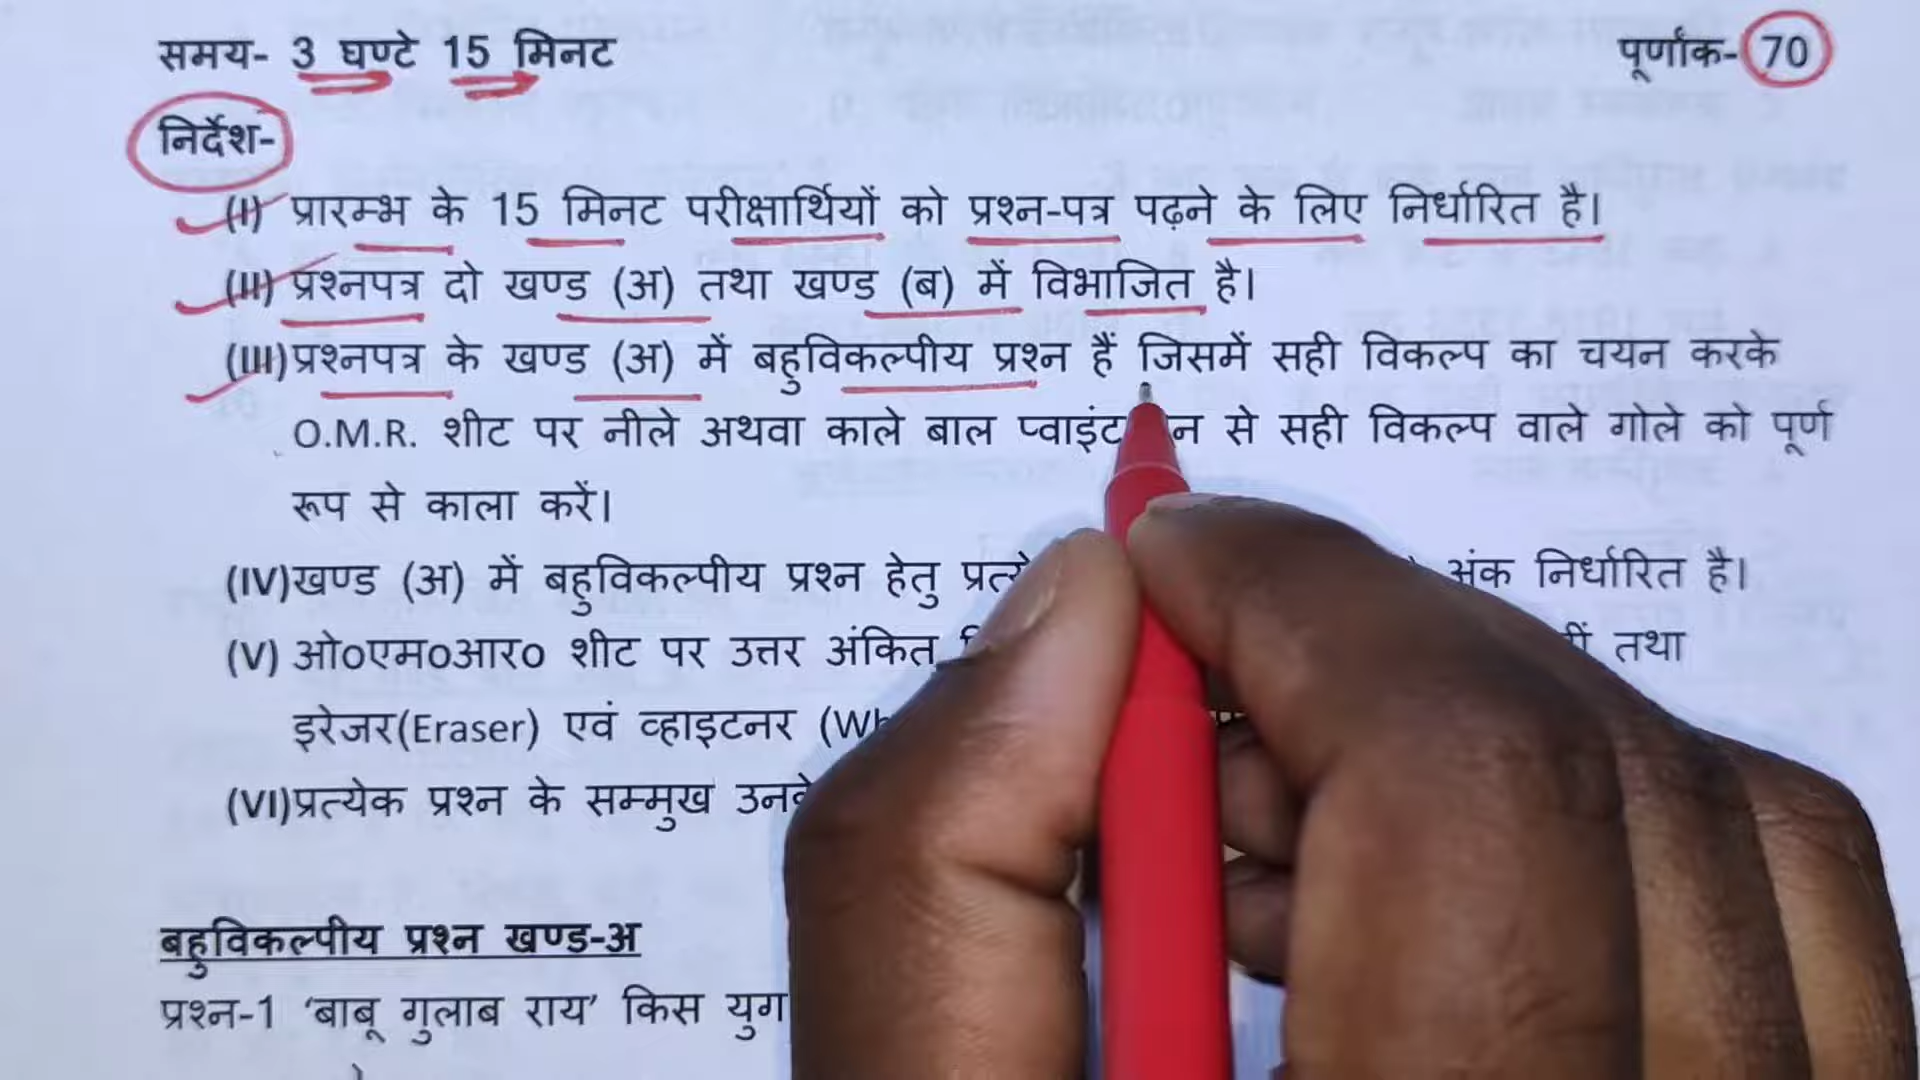 समय- 3 घण्टे 15 मिनट
पूर्णांक- 70
निर्देश-
(I) प्रारम्भ के 15 मिनट परीक्षार्थियों को प्रश्न-पत्र पढ़ने के लिए निर्धारित है।
(II) प्रश्नपत्र दो खण्ड (अ) तथा खण्ड (ब) में विभाजित है।
(III) प्रश्नपत्र के खण्ड (अ) में बहुविकल्पीय प्रश्न हैं जिसमें सही विकल्प का चयन करके
O.M.R. शीट पर नीले अथवा काले बाल प्वाइंट से सही विकल्प वाले गोले को पूर्ण
रूप से काला करें।
(IV) खण्ड (अ) में बहुविकल्पीय प्रश्न हेतु अंक निर्धारित है।
(V) ओ0एम0आर0 शीट पर उत्तर अंकित तथा
इरेजर(Eraser) एवं व्हाइटनर
(VI) प्रत्येक प्रश्न के सम्मुख
बहुविकल्पीय प्रश्न खण्ड-अ
प्रश्न-1 ‘बाबू गुलाब राय’ किस युग